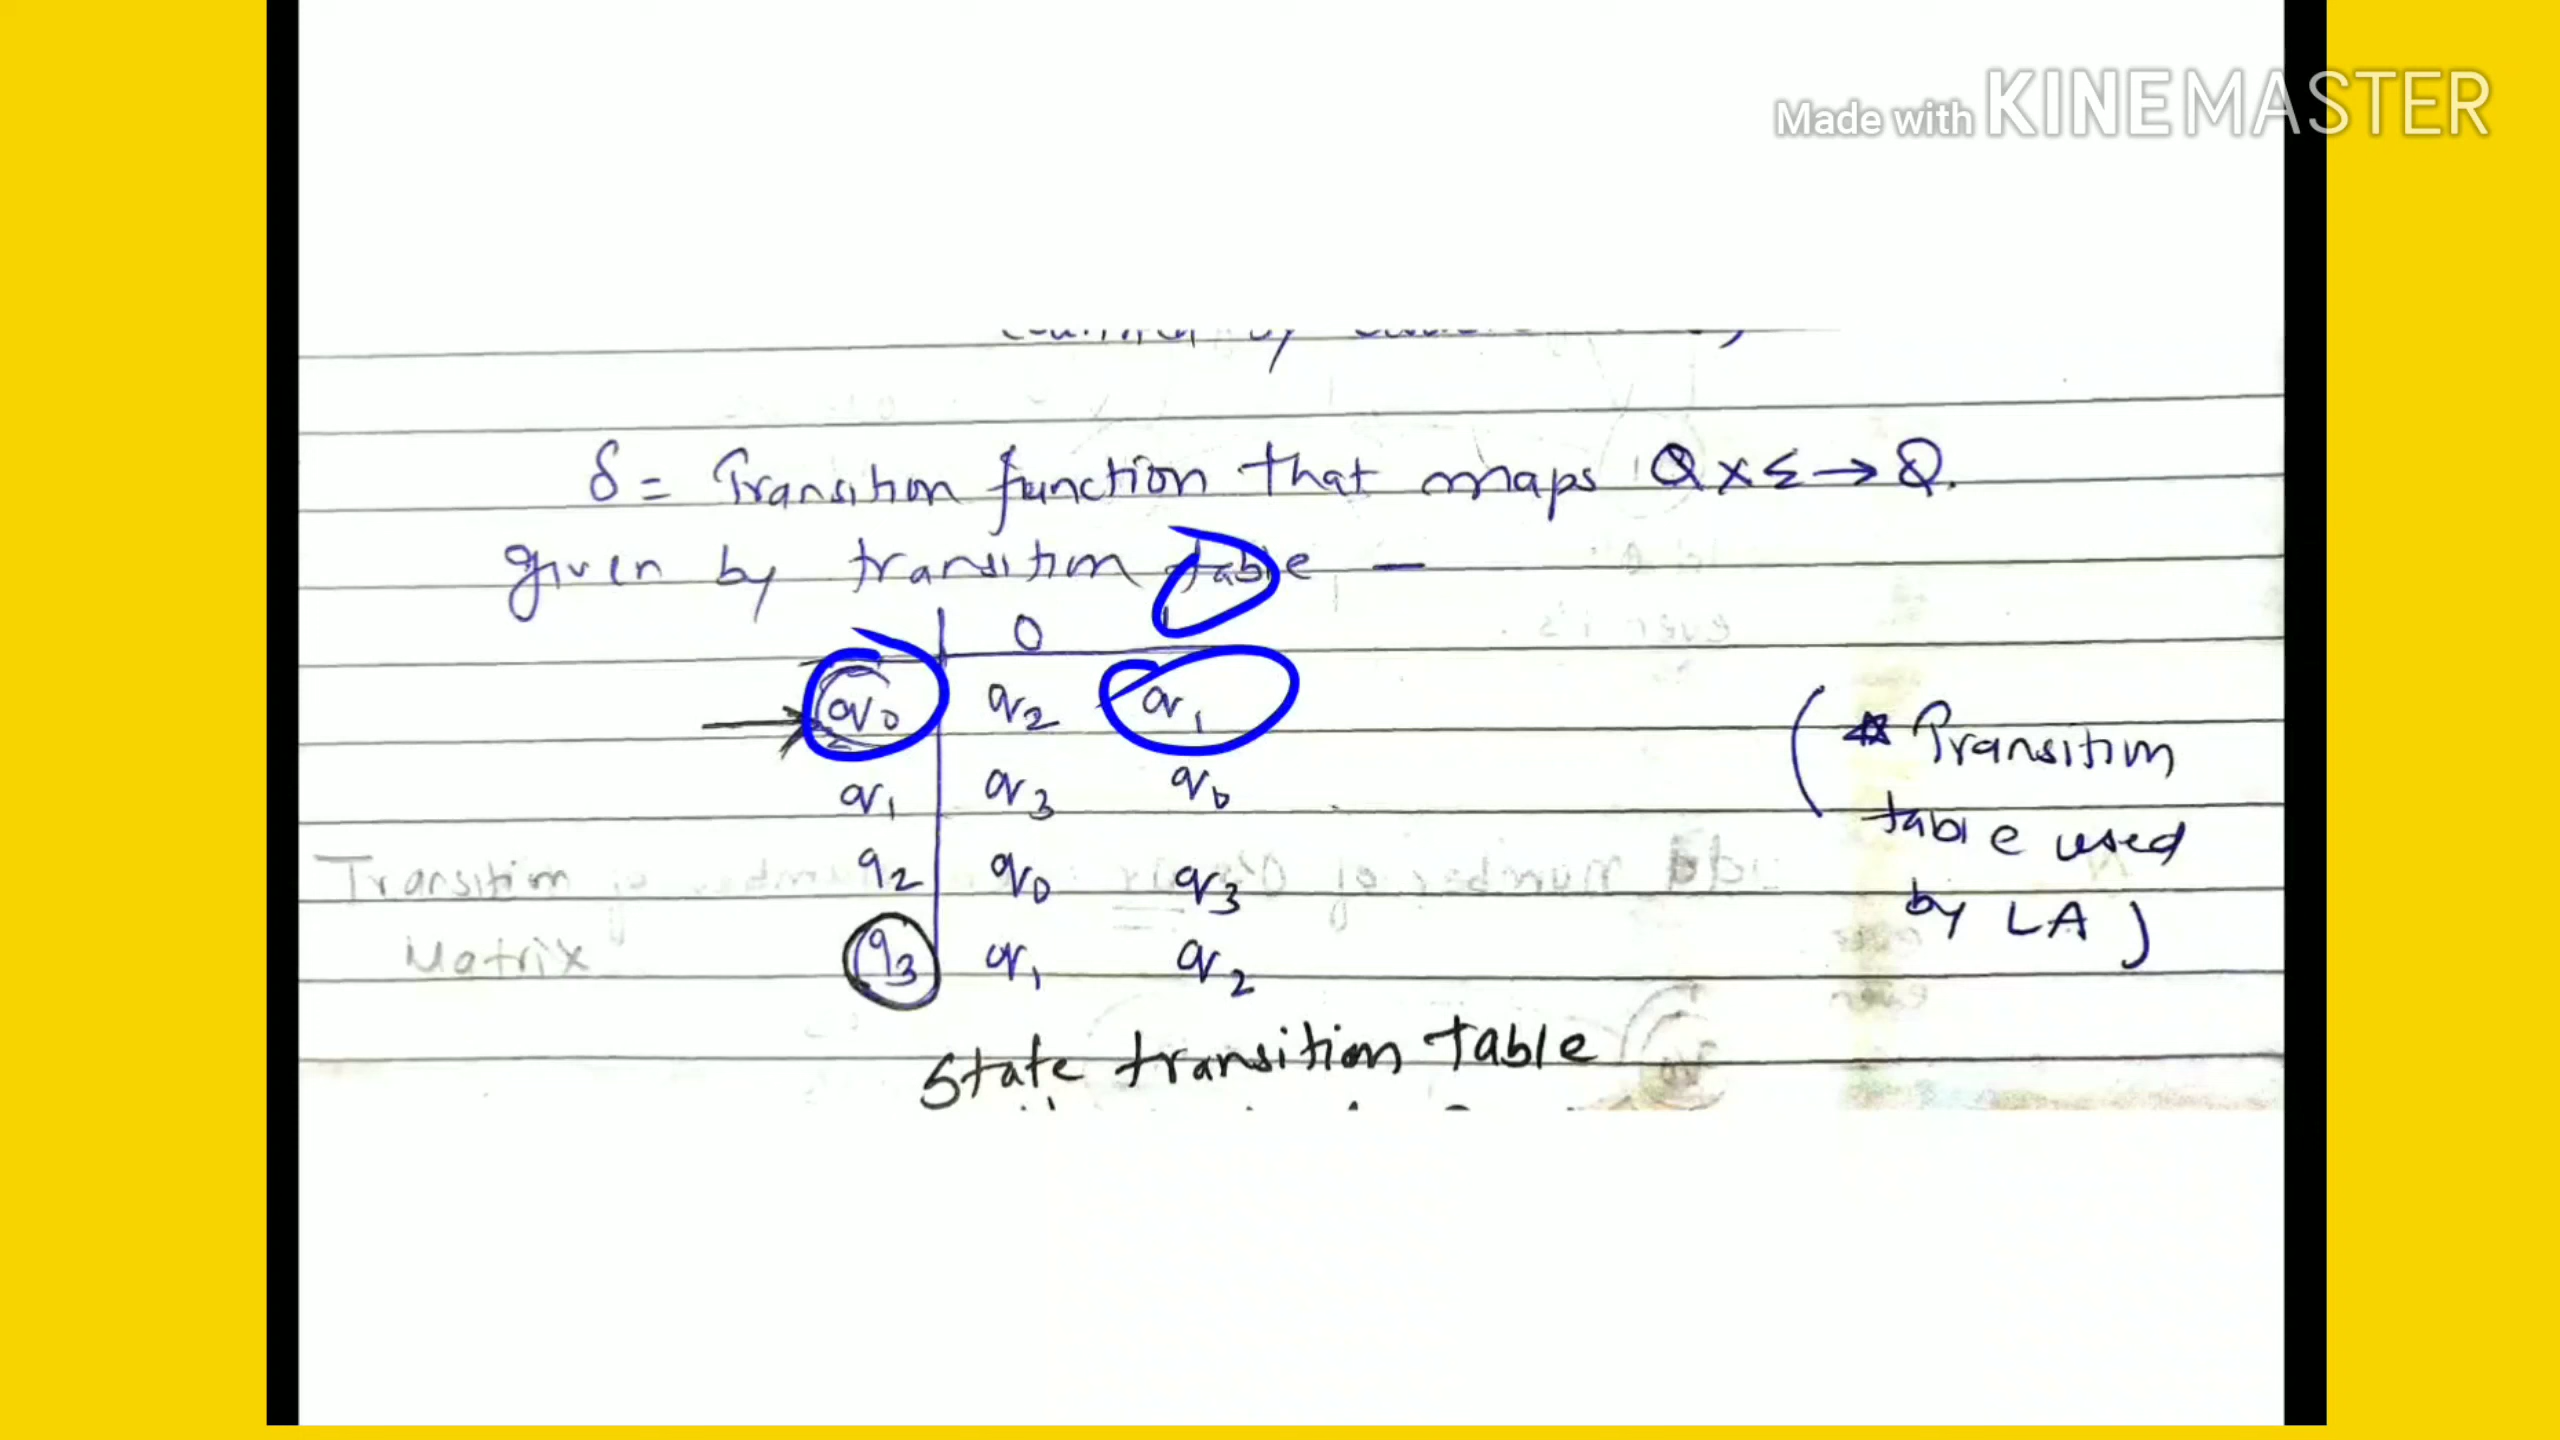 Made with KINEMASTER
δ = Transition function that maps Q × Σ → Q.
given by transition table —
0 1
→ q0 q2 q1
q1 q3 q0
q2 q0 q3
q3 q1 q2
Transition Matrix
(* Transition
table used
by LA)
State transition table